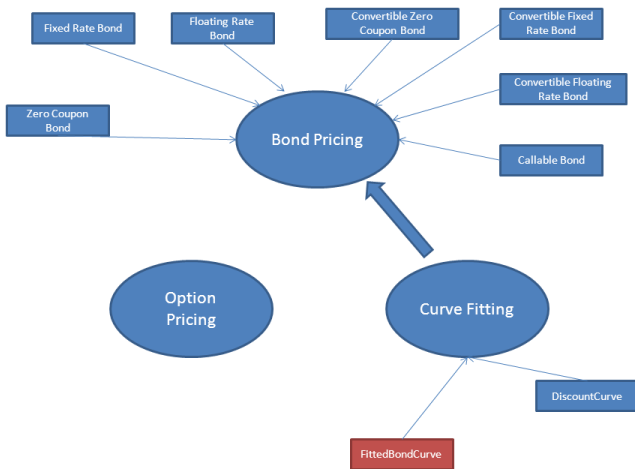 Fixed Rate Bond
Floating Rate
Bond
Convertible Zero
Coupon Bond
Convertible Fixed
Rate Bond
Convertible Floating
Rate Bond
Zero Coupon
Bond
Bond Pricing
Callable Bond
Option
Pricing
Curve Fitting
DiscountCurve
FittedBondCurve